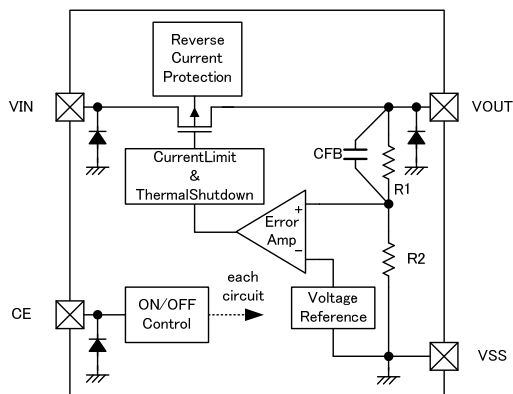 Reverse
Current
Protection
VIN
VOUT
CurrentLimit
&
ThermalShutdown
CFB
R1
+
Error
Amp
−
R2
each
circuit
CE
ON/OFF
Control
Voltage
Reference
VSS